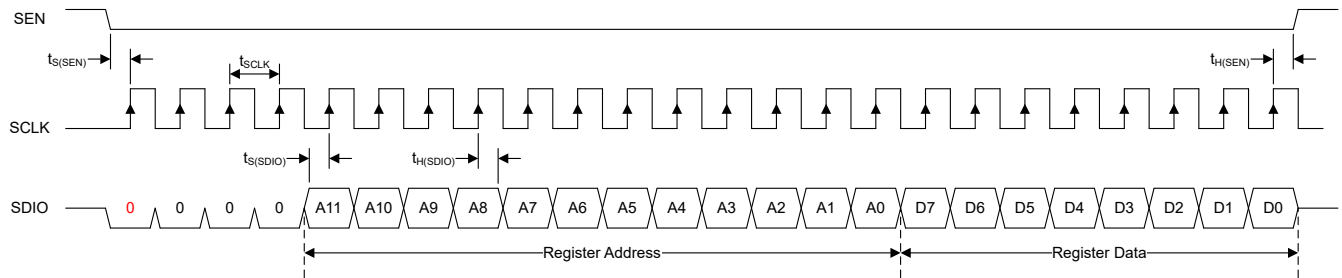 SEN
tS(SEN)
tSCLK
tH(SEN)
SCLK
tS(SDIO)
tH(SDIO)
SDIO 0 0 0 0 A11 A10 A9 A8 A7 A6 A5 A4 A3 A2 A1 A0 D7 D6 D5 D4 D3 D2 D1 D0
Register Address
Register Data